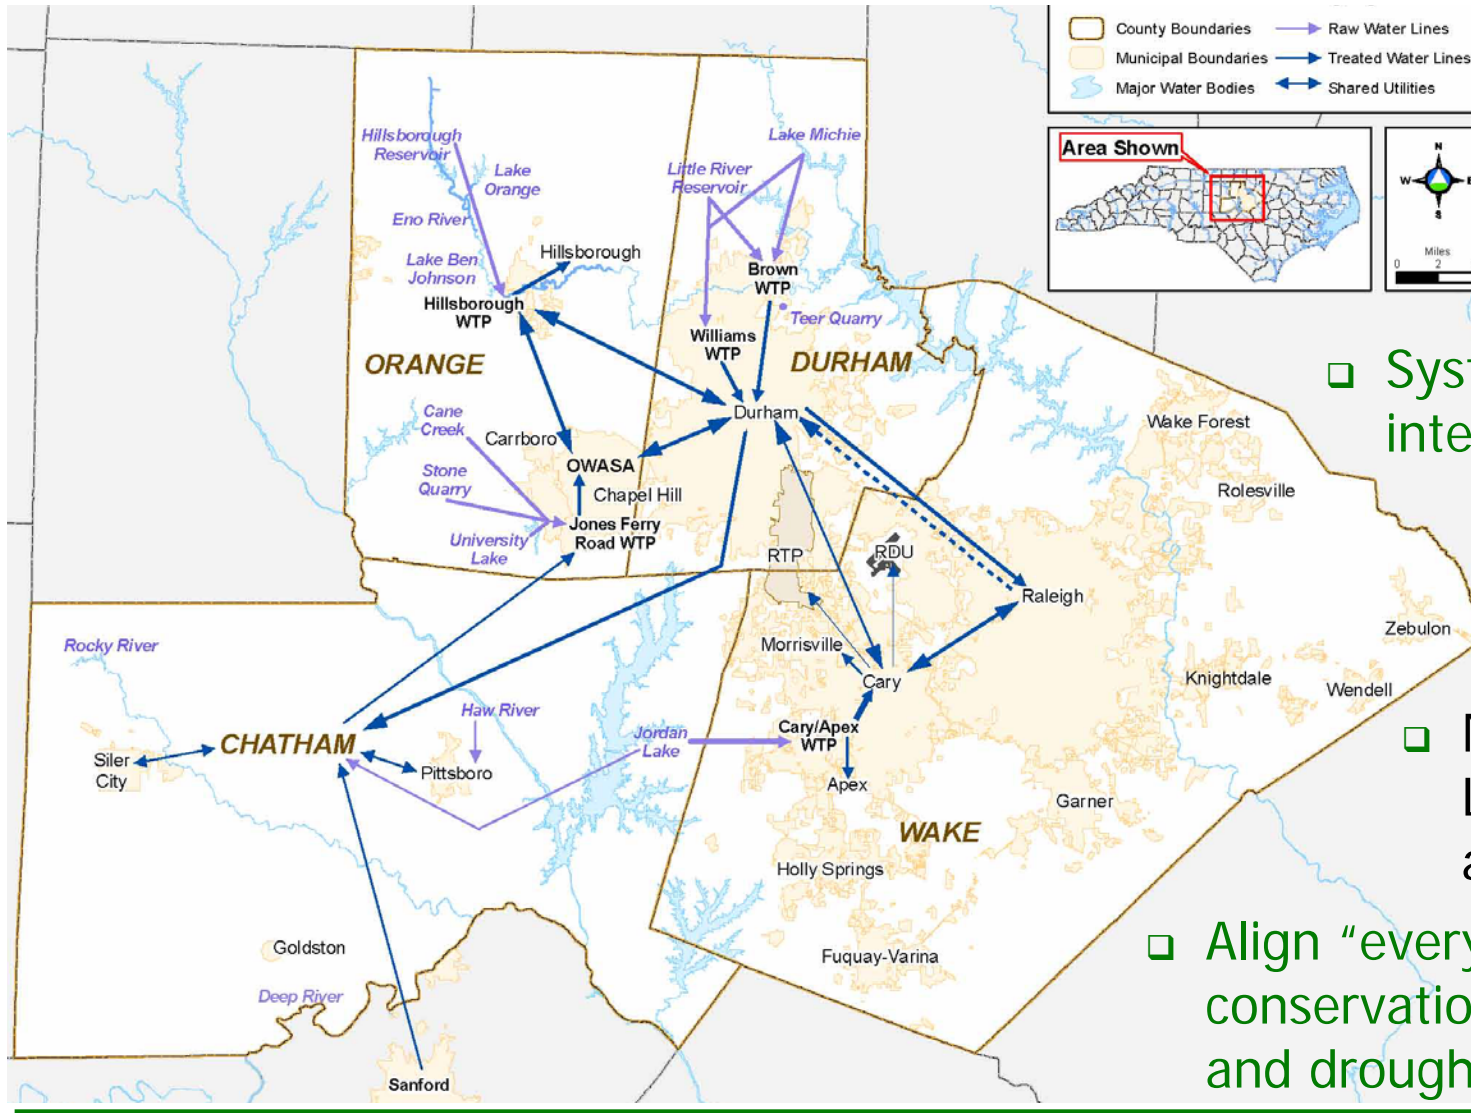 County Boundaries
Raw Water Lines
Municipal Boundaries
Treated Water Lines
Major Water Bodies
Shared Utilities
Area Shown
N
W
S
Miles
0 2
Hillsborough
Reservoir
Lake
Orange
Eno River
Lake Ben
Johnson
Hillsborough
Hillsborough
WTP
ORANGE
Lake Michie
Little River
Reservoir
Brown
WTP
Teer Quarry
Williams
WTP
DURHAM
Durham
Cane
Creek
Carrboro
OWASA
Stone
Quarry
Chapel Hill
Jones Ferry
Road WTP
University
Lake
RTP
RDU
Raleigh
Wake Forest
Rolesville
Zebulon
Knightdale
Wendell
Morrisville
Cary
Cary/Apex
WTP
Apex
Garner
WAKE
Holly Springs
Fuquay-Varina
Rocky River
Haw River
Jordan
Lake
CHATHAM
Siler
City
Pittsboro
Goldston
Deep River
Sanford
Syst
inte
a
Align “every
conservatio
and drough